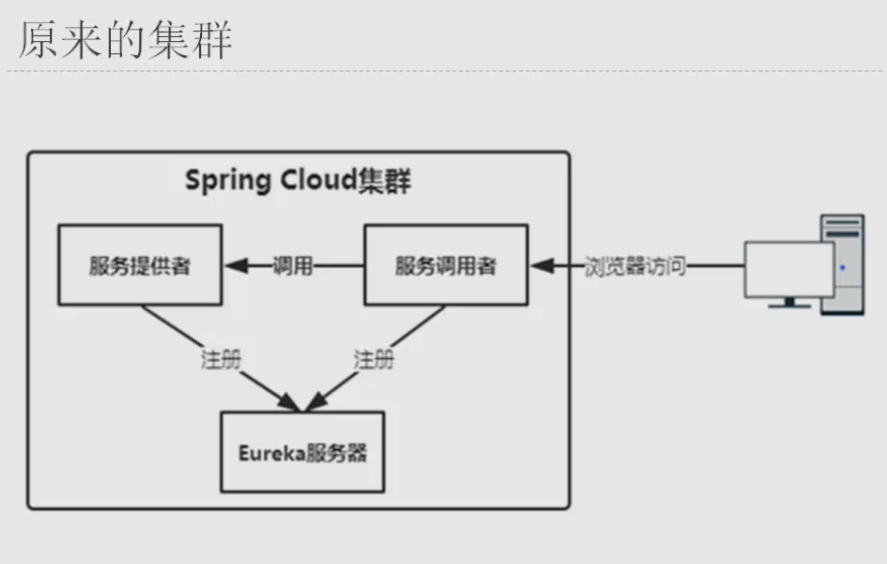 原来的集群
Spring Cloud集群
服务提供者
调用
服务调用者
浏览器访问
注册
注册
Eureka服务器